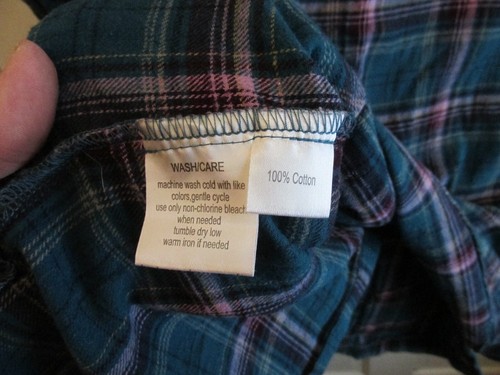 WASH/CARE
machine wash cold with like
colors,gentle cycle
use only non-chlorine bleach
when needed
tumble dry low
warm iron if needed
100% Cotton